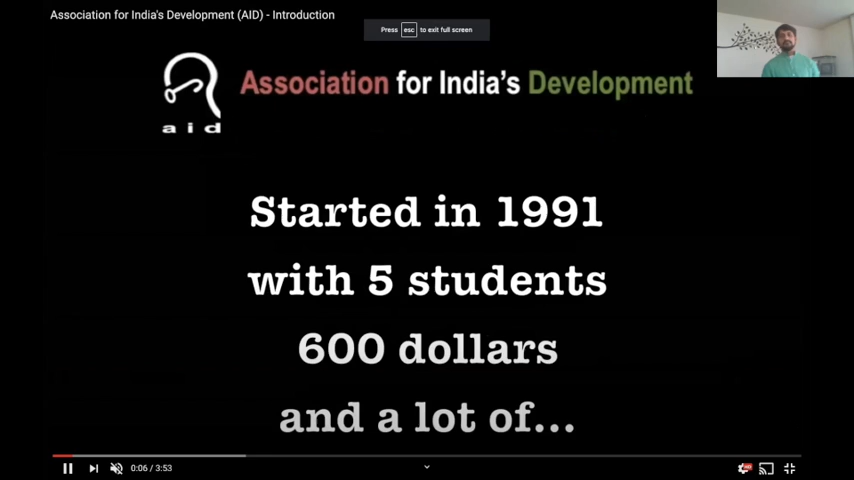 Association for India's Development (AID) - Introduction
Press esc to exit full screen
aid
Association for India's Development
Started in 1991
with 5 students
600 dollars
and a lot of...
0:06 / 3:53
HD